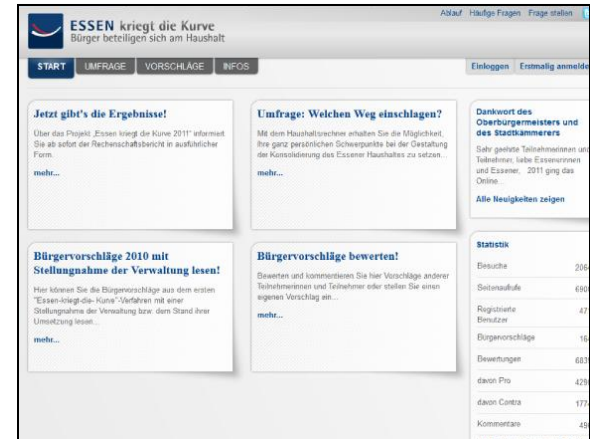 Ablauf Häufige Fragen Frage stellen
ESSEN kriegt die Kurve
Bürger beteiligen sich am Haushalt
START UMFRAGE VORSCHLÄGE INFOS
Einloggen Erstmalig anmelde
Jetzt gibt's die Ergebnisse!
Über das Projekt „Essen kriegt die Kurve 2011" informiert
Sie ab sofort der Rechenschaftsbericht in ausführlicher
Form.
mehr...
Umfrage: Welchen Weg einschlagen?
Mit dem Haushaltsrechner erhalten Sie die Möglichkeit,
Ihre ganz persönlichen Schwerpunkte bei der Gestaltung
der Konsolidierung des Essener Haushaltes zu setzen...
mehr...
Dankwort des
Oberbürgermeisters und
des Stadtkämmerers
Sehr geehrte Teilnehmerinnen und
Teilnehmer, liebe Essenerinnen
und Essener, 2011 ging das
Online...
Alle Neuigkeiten zeigen
Bürgervorschläge 2010 mit
Stellungnahme der Verwaltung lesen!
Hier können Sie die Bürgervorschläge aus dem ersten
"Essen-kriegt-die- Kurve"-Verfahren mit einer
Stellungnahme der Verwaltung bzw. dem Stand ihrer
Umsetzung lesen...
mehr...
Bürgervorschläge bewerten!
Bewerten und kommentieren Sie hier Vorschläge anderer
Teilnehmerinnen und Teilnehmer oder stellen Sie einen
eigenen Vorschlag ein...
mehr...
Statistik
Besuche 2064
Seitenaufrufe 6900
Registrierte
Benutzer 47
Bürgervorschläge 16
Bewertungen 6839
davon Pro 429
davon Contra 1774
Kommentare 49